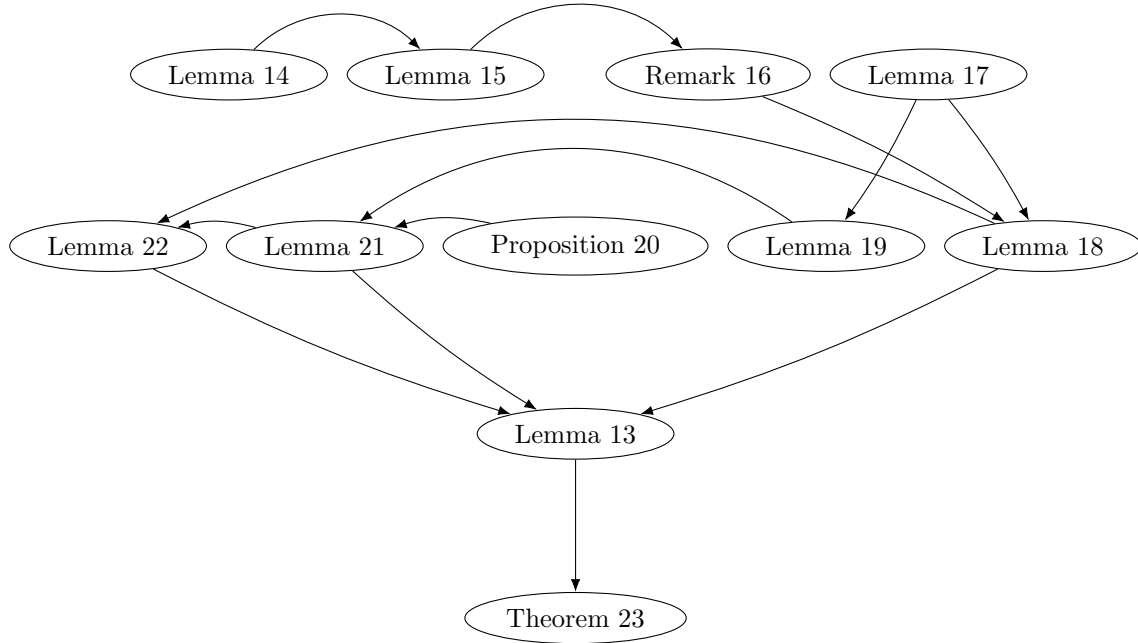 Lemma 14 Lemma 15 Remark 16 Lemma 17
Lemma 22 Lemma 21 Proposition 20 Lemma 19 Lemma 18
Lemma 13
Theorem 23